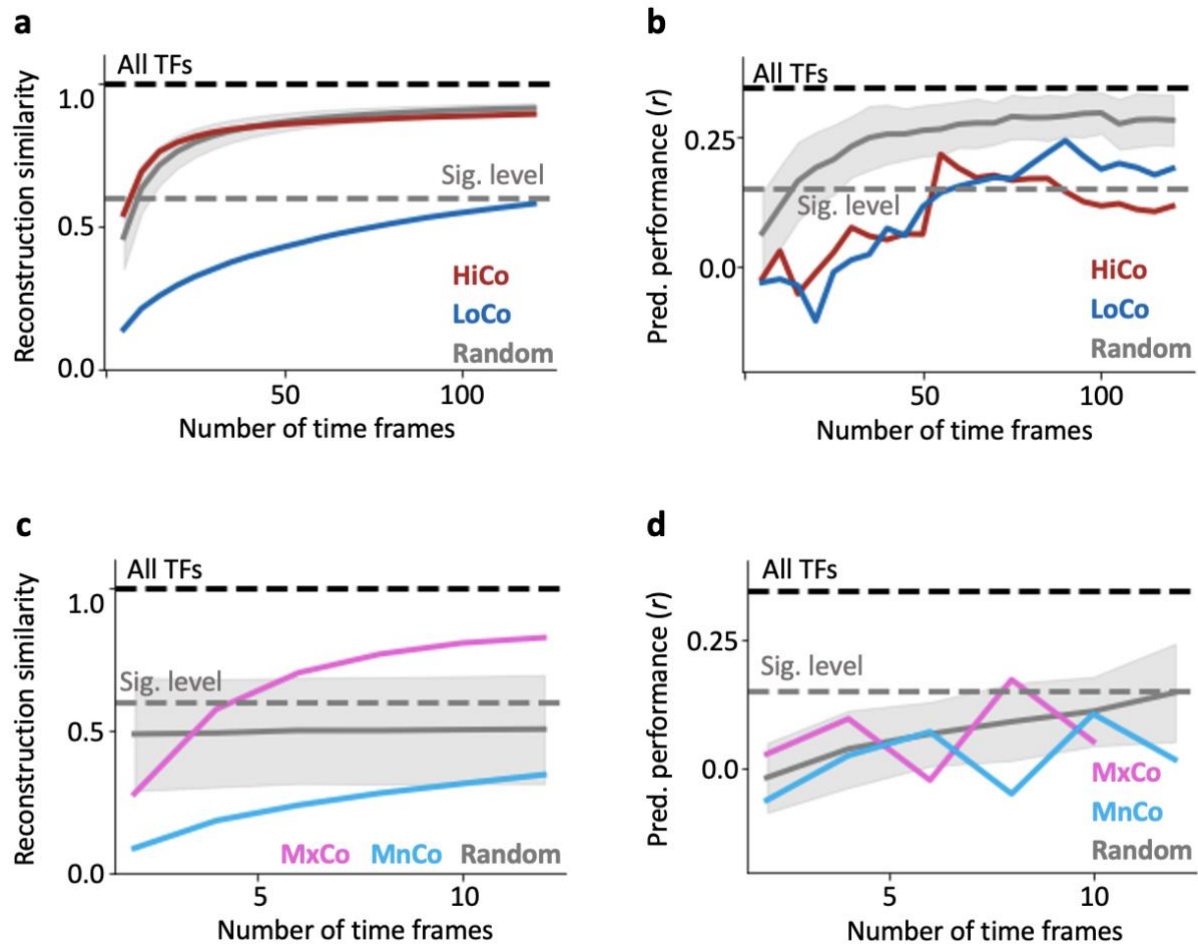 a
Reconstruction similarity
All TFs
1.0
Sig. level
0.5
HiCo
LoCo
Random
0.0
50
100
Number of time frames
b
Pred. performance (r)
All TFs
0.25
Sig. level
0.0
HiCo
LoCo
Random
50
100
Number of time frames
c
Reconstruction similarity
All TFs
1.0
Sig. level
0.5
MxCo MnCo Random
0.0
5
10
Number of time frames
d
Pred. performance (r)
All TFs
0.25
Sig. level
0.0
MxCo
MnCo
Random
5
10
Number of time frames